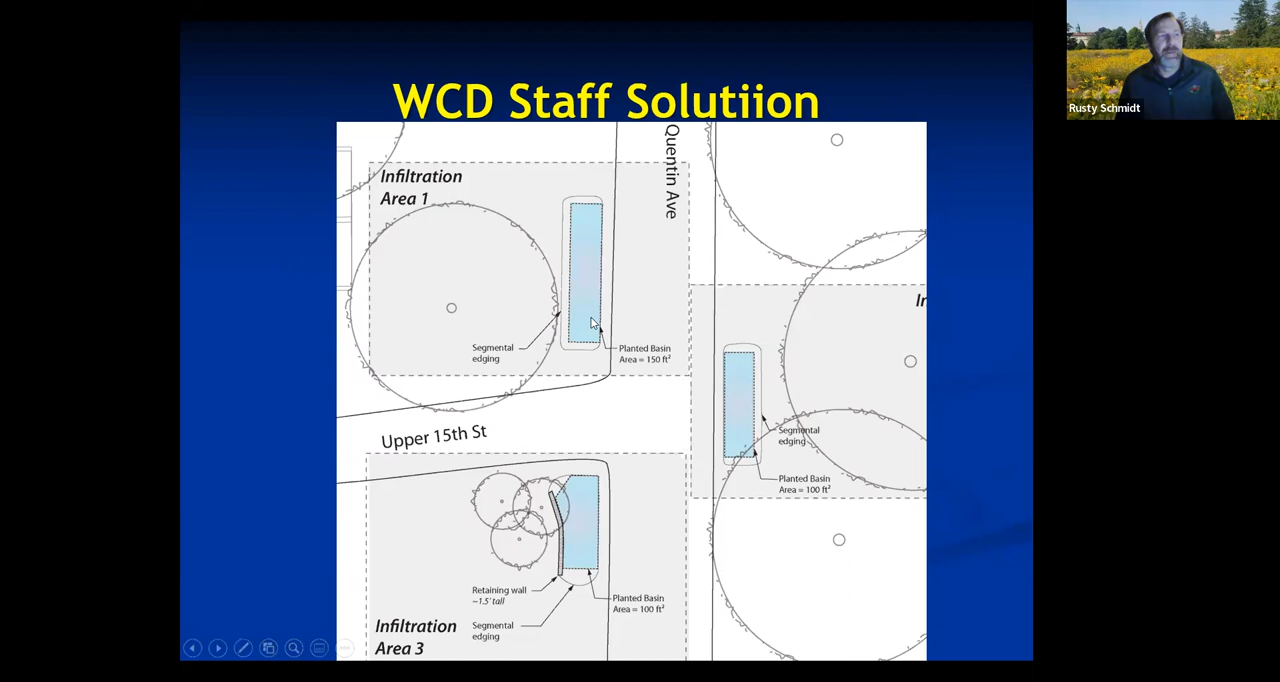 WCD Staff Solutiion
Rusty Schmidt
Infiltration
Area 1
Quentin Ave
Segmental
edging
Planted Basin
Area = 150 ft²
In
Upper 15th St
Segmental
edging
Planted Basin
Area = 100 ft²
Retaining wall
~1.5' tall
Planted Basin
Area = 100 ft²
Segmental
edging
Infiltration
Area 3